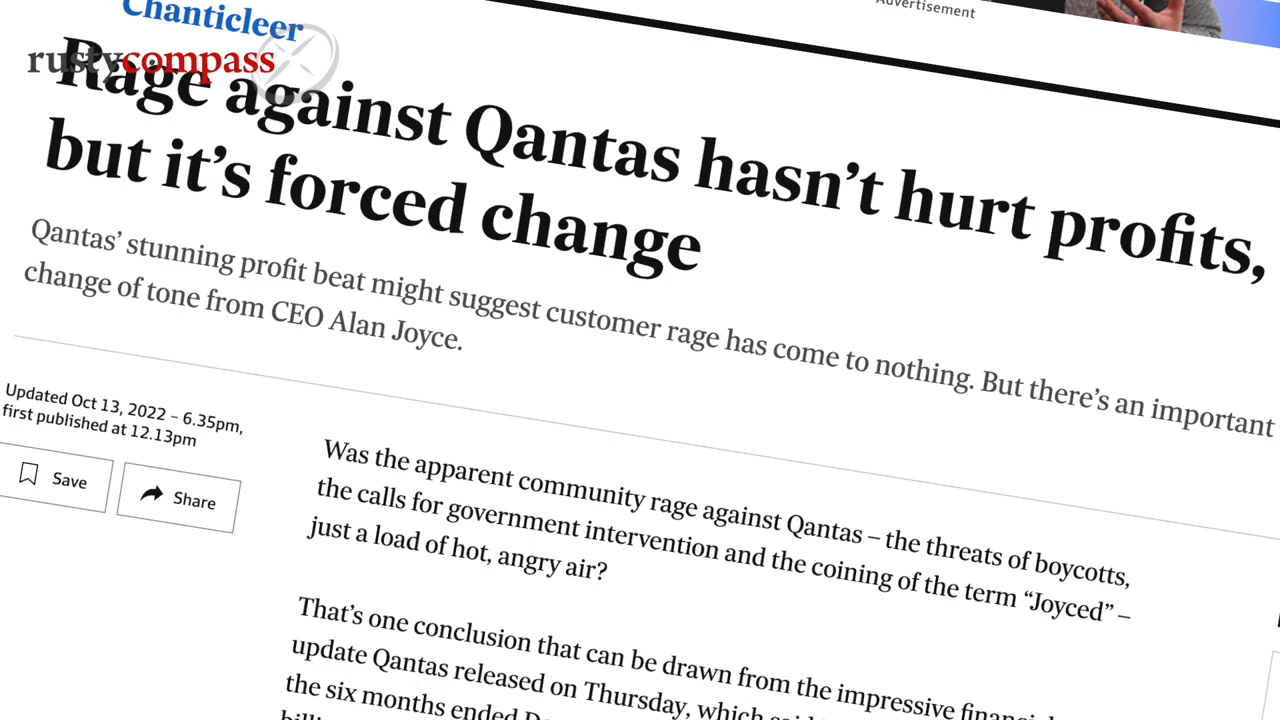 Advertisement
Chanticleer
rustycompass
Rage against Qantas hasn't hurt profits,
but it's forced change
Qantas' stunning profit beat might suggest customer rage has come to nothing. But there's an important
change of tone from CEO Alan Joyce.
Updated Oct 13, 2022 – 6.35pm,
first published at 12.13pm
Save
Share
Was the apparent community rage against Qantas – the threats of boycotts,
the calls for government intervention and the coining of the term “Joyced” –
just a load of hot, angry air?
That's one conclusion that can be drawn from the impressive financial
update Qantas released on Thursday, which said
the six months ended